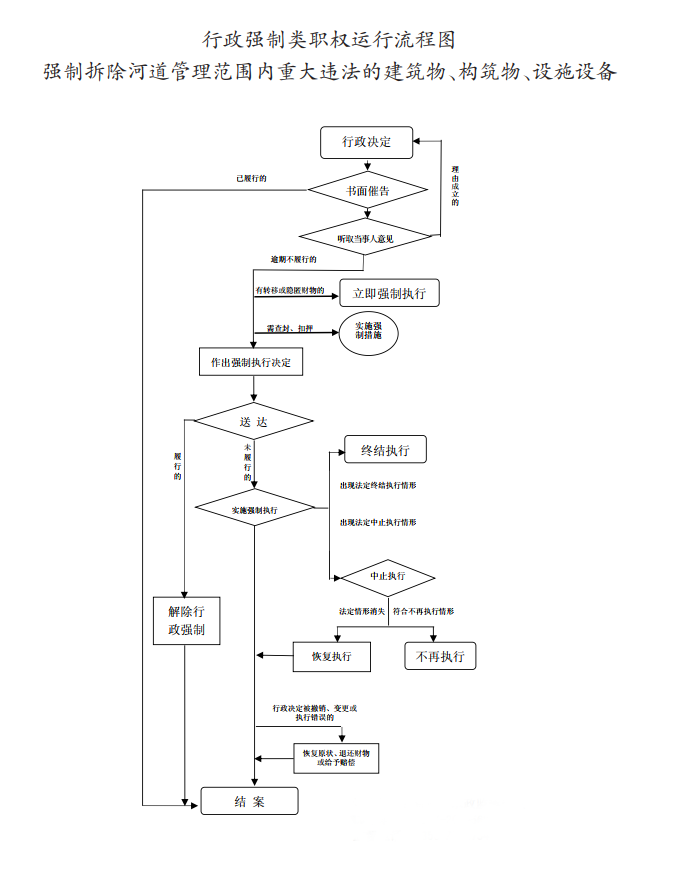 行政强制类职权运行流程图
强制拆除河道管理范围内重大违法的建筑物、构筑物、设施设备
行政决定
理由成立的
已履行的
书面催告
听取当事人意见
逾期不履行的
有转移或隐匿财物的
立即强制执行
需查封、扣押
实施强
制措施
作出强制执行决定
送 达
履行的
未履行的
终结执行
出现法定终结执行情形
实施强制执行
出现法定中止执行情形
中止执行
解除行
政强制
法定情形消失
符合不再执行情形
恢复执行
不再执行
行政决定被撤销、变更或
执行错误的
恢复原状、退还财物
或给予赔偿
结 案